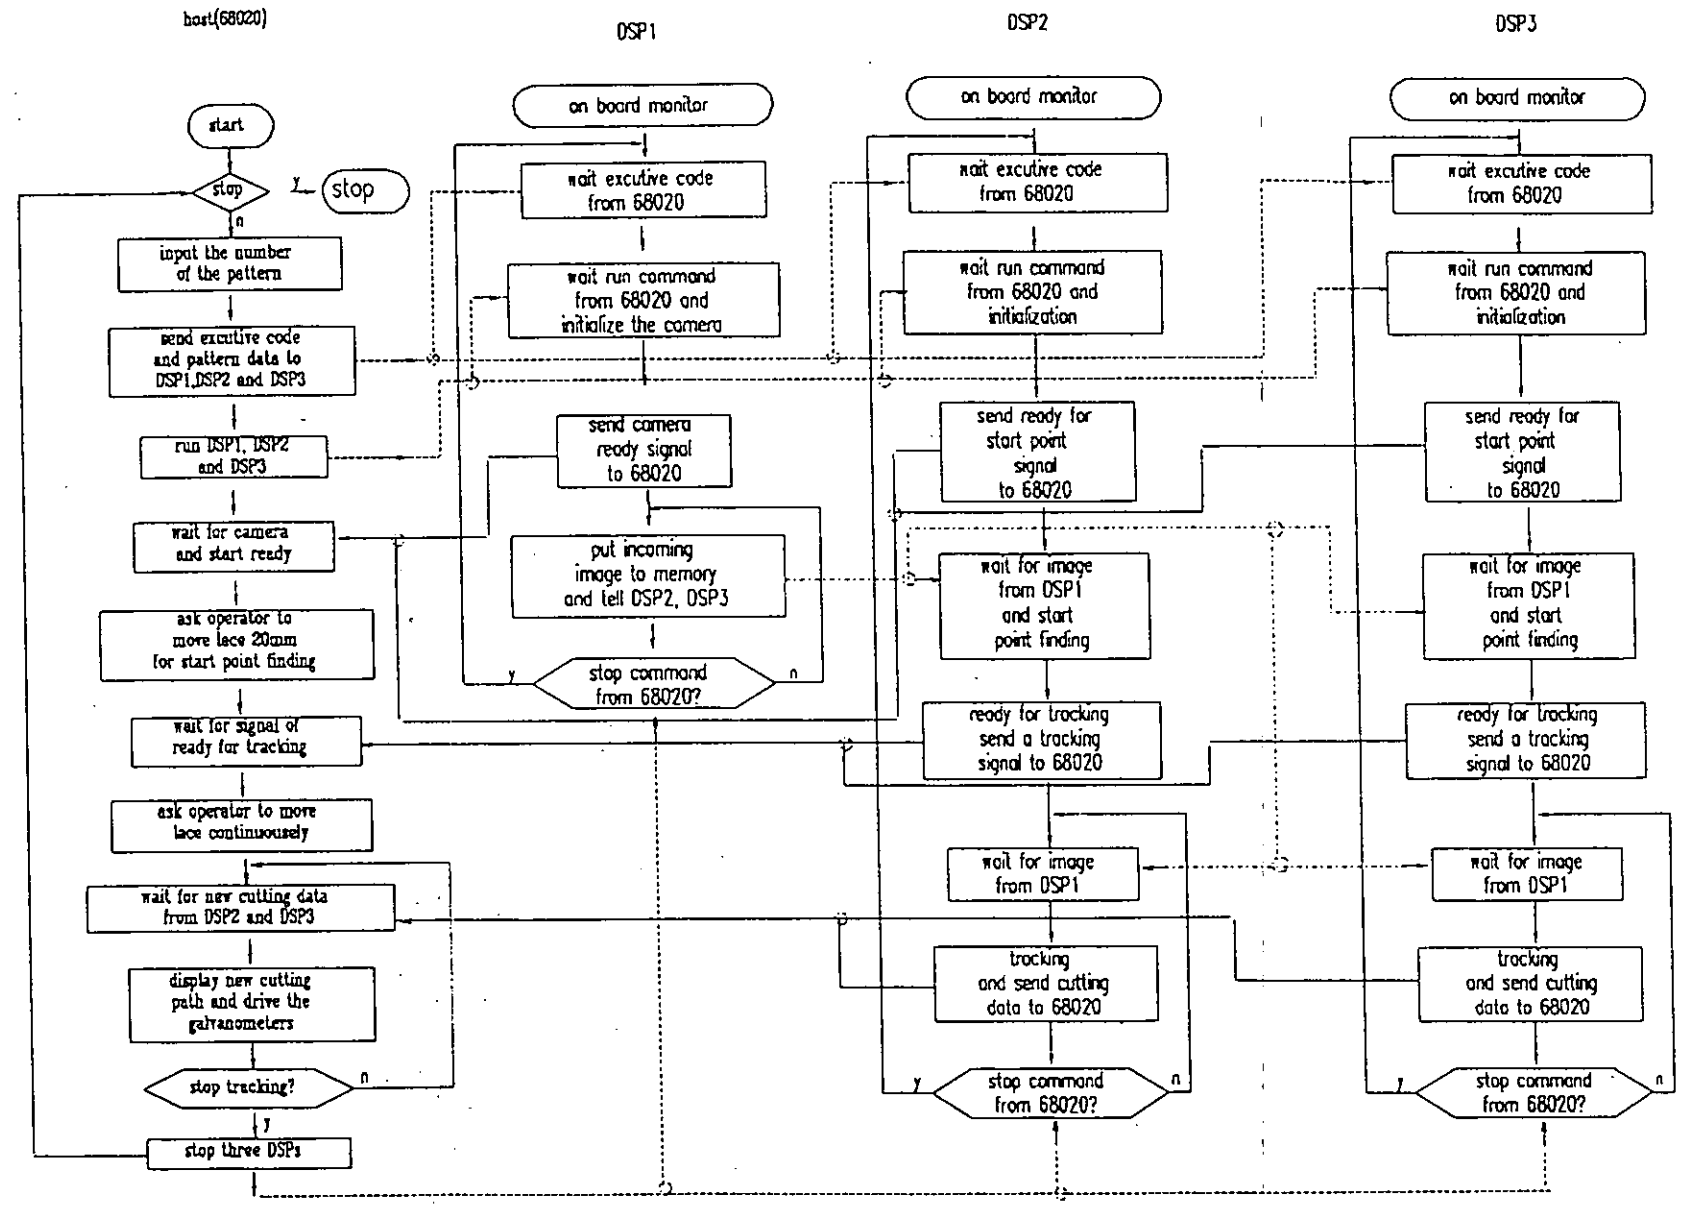 host(68020)
start
stop
y
stop
n
input the number
of the pattern
send excutive code
and pattern data to
DSP1,DSP2 and DSP3
run DSP1, DSP2
and DSP3
wait for camera
and start ready
ask operator to
move lace 20mm
for start point finding
wait for signal of
ready for tracking
ask operator to move
lace continuousely
wait for new cutting data
from DSP2 and DSP3
display new cutting
path and drive the
galvanometers
stop tracking?
n
y
stop three DSPs
DSP1
on board monitor
wait excutive code
from 68020
wait run command
from 68020 and
initialize the camera
send camera
ready signal
to 68020
put incoming
image to memory
and tell DSP2, DSP3
stop command
from 68020?
y
n
DSP2
on board monitor
wait excutive code
from 68020
wait run command
from 68020 and
initialization
send ready for
start point
signal
to 68020
wait for image
from DSP1
and start
point finding
ready for tracking
send a tracking
signal to 68020
wait for image
from DSP1
tracking
and send cutting
data to 68020
stop command
from 68020?
y
n
DSP3
on board monitor
wait excutive code
from 68020
wait run command
from 68020 and
initialization
send ready for
start point
signal
to 68020
wait for image
from DSP1
and start
point finding
ready for tracking
send a tracking
signal to 68020
wait for image
from DSP1
tracking
and send cutting
data to 68020
stop command
from 68020?
y
n